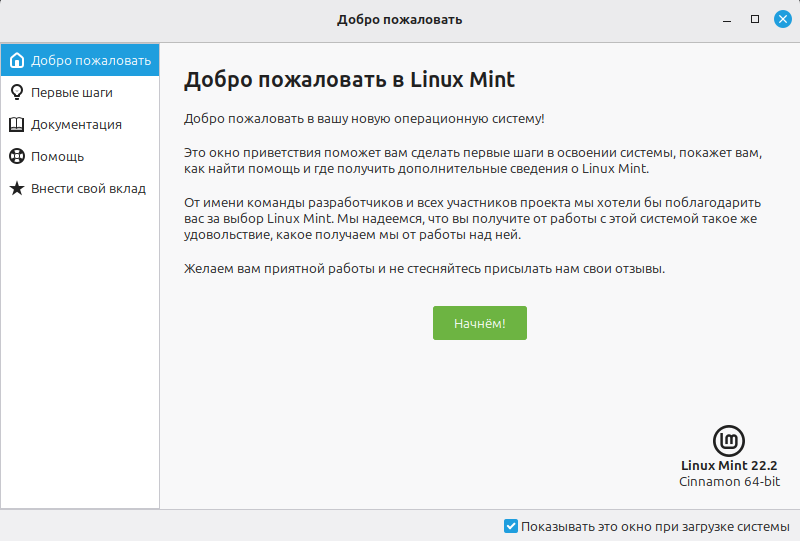 Добро пожаловать
Добро пожаловать
Первые шаги
Документация
Помощь
Внести свой вклад
Добро пожаловать в Linux Mint
Добро пожаловать в вашу новую операционную систему!
Это окно приветствия поможет вам сделать первые шаги в освоении системы, покажет вам,
как найти помощь и где получить дополнительные сведения о Linux Mint.
От имени команды разработчиков и всех участников проекта мы хотели бы поблагодарить
вас за выбор Linux Mint. Мы надеемся, что вы получите от работы с этой системой такое же
удовольствие, какое получаем мы от работы над ней.
Желаем вам приятной работы и не стесняйтесь присылать нам свои отзывы.
Начнём!
Linux Mint 22.2
Cinnamon 64-bit
Показывать это окно при загрузке системы